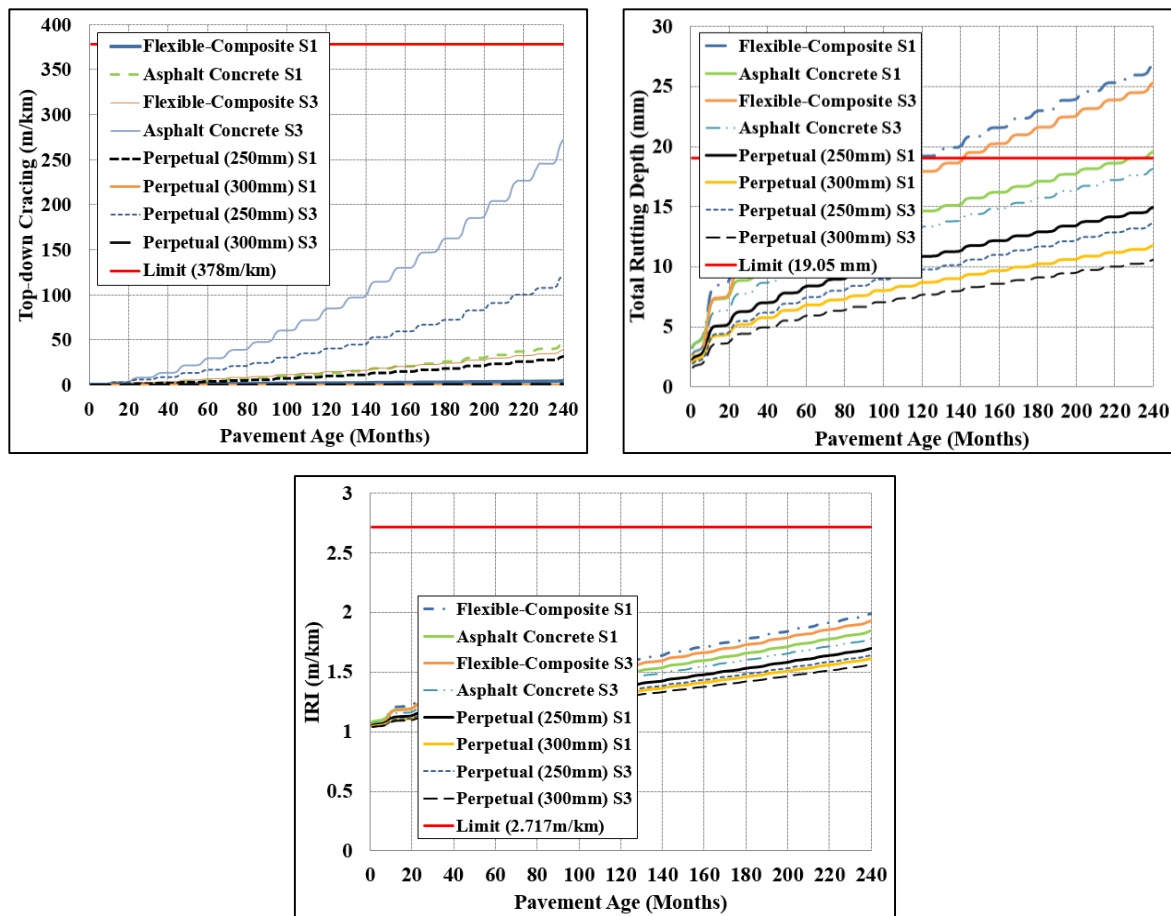 Top-down Cracing (m/km)
400
350
300
250
200
150
100
50
0
Flexible-Composite S1
Asphalt Concrete S1
Flexible-Composite S3
Asphalt Concrete S3
Perpetual (250mm) S1
Perpetual (300mm) S1
Perpetual (250mm) S3
Perpetual (300mm) S3
Limit (378m/km)
0 20 40 60 80 100 120 140 160 180 200 220 240
Pavement Age (Months)
Total Rutting Depth (mm)
30
25
20
15
10
5
0
Flexible-Composite S1
Asphalt Concrete S1
Flexible-Composite S3
Asphalt Concrete S3
Perpetual (250mm) S1
Perpetual (300mm) S1
Perpetual (250mm) S3
Perpetual (300mm) S3
Limit (19.05 mm)
0 20 40 60 80 100 120 140 160 180 200 220 240
Pavement Age (Months)
IRI (m/km)
3
2.5
2
1.5
1
0.5
0
Flexible-Composite S1
Asphalt Concrete S1
Flexible-Composite S3
Asphalt Concrete S3
Perpetual (250mm) S1
Perpetual (300mm) S1
Perpetual (250mm) S3
Perpetual (300mm) S3
Limit (2.717m/km)
0 20 40 60 80 100 120 140 160 180 200 220 240
Pavement Age (Months)